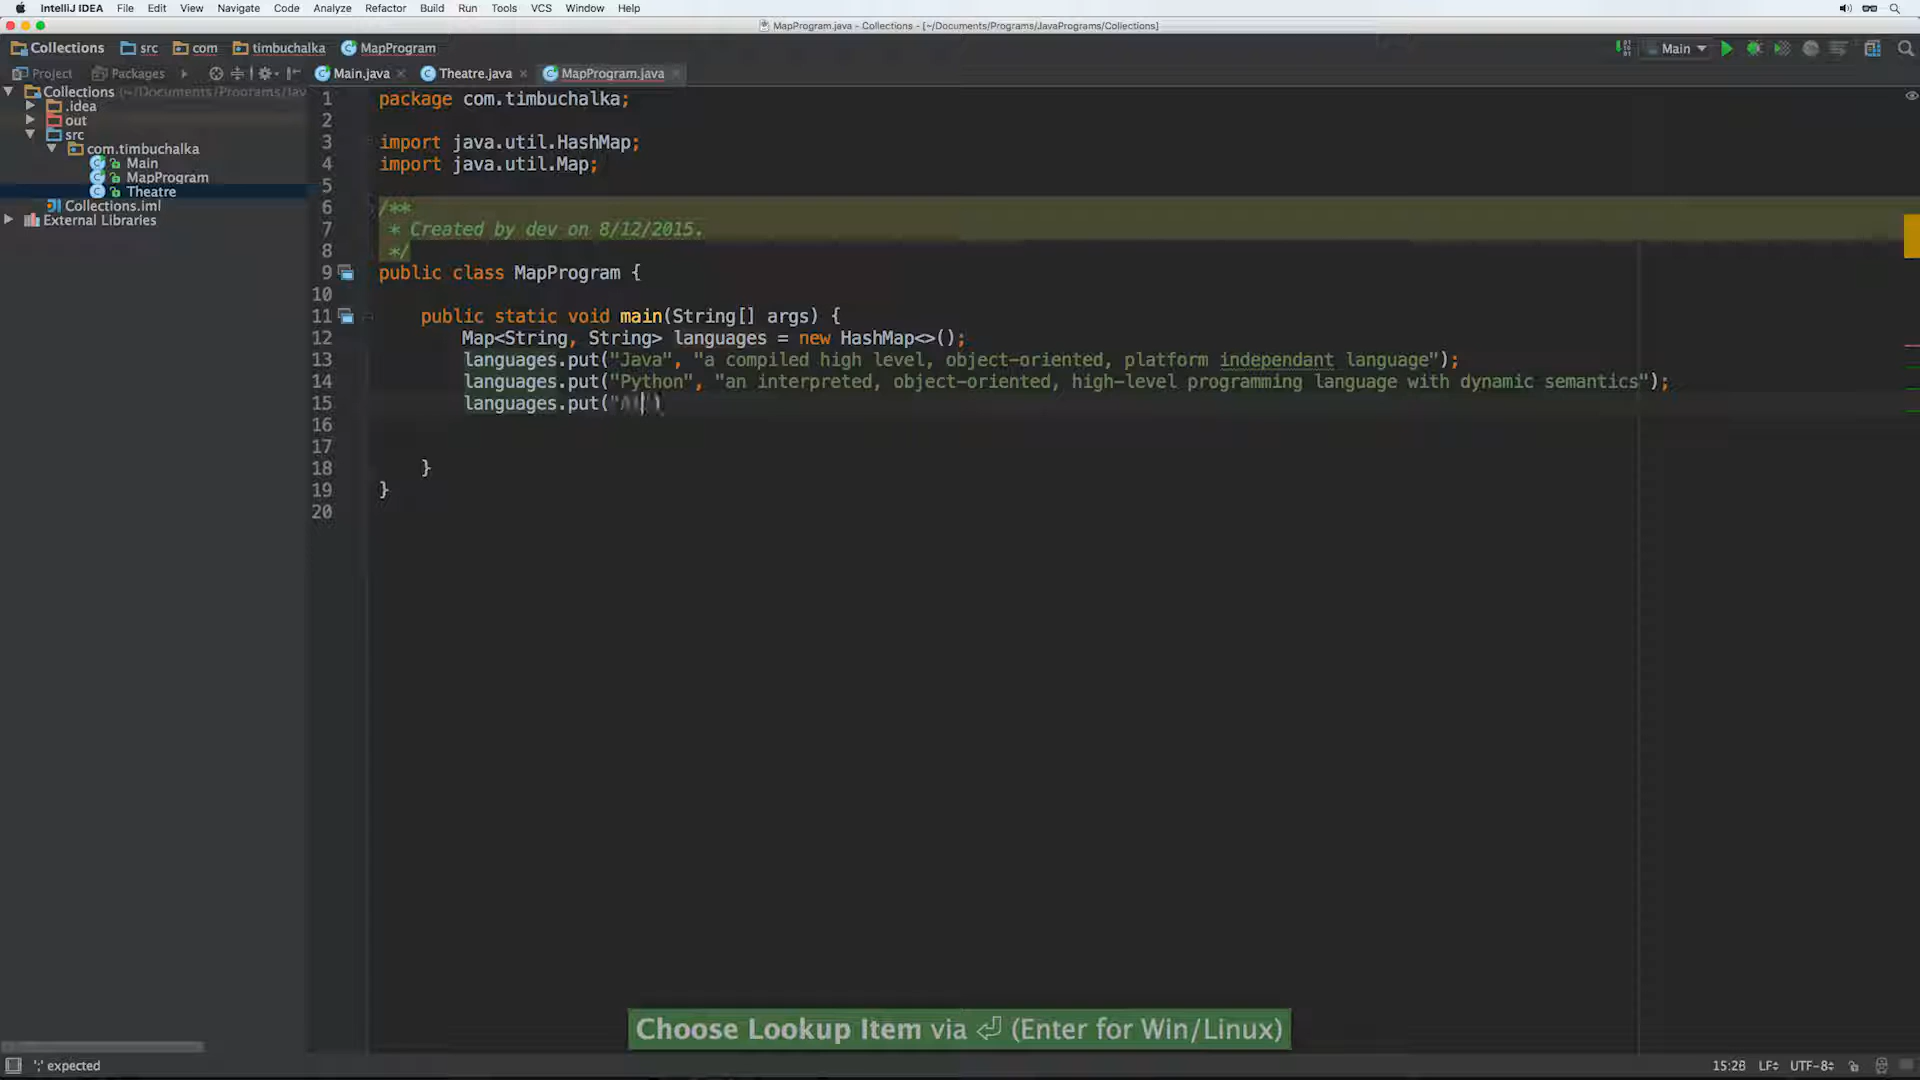 IntelliJ IDEA File Edit View Navigate Code Analyze Refactor Build Run Tools VCS Window Help
MapProgram.java - Collections - [~/Documents/Programs/JavaPrograms/Collections]
Collections src com timbuchalka MapProgram Main
Project Packages Main.java Theatre.java MapProgram.java
Collections (~/Documents/Programs/Jav
.idea
out
src
com.timbuchalka
Main
MapProgram
Theatre
Collections.iml
External Libraries
1 package com.timbuchalka;
2
3 import java.util.HashMap;
4 import java.util.Map;
5
6 /**
7 * Created by dev on 8/12/2015.
8 */
9 public class MapProgram {
10
11 public static void main(String[] args) {
12 Map<String, String> languages = new HashMap<>();
13 languages.put("Java", "a compiled high level, object-oriented, platform independant language");
14 languages.put("Python", "an interpreted, object-oriented, high-level programming language with dynamic semantics");
15 languages.put("
16
17
18 }
19 }
20
Choose Lookup Item via ⏎ (Enter for Win/Linux)
';' expected
15:28 LF÷ UTF-8÷